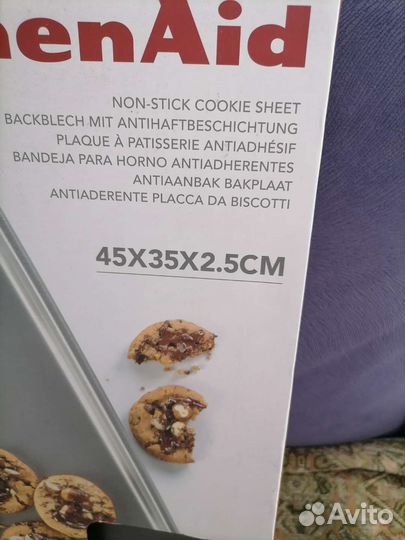 enAid
NON-STICK COOKIE SHEET
BACKBLECH MIT ANTIHAFTBESCHICHTUNG
PLAQUE À PATISSERIE ANTIADHÉSIF
BANDEJA PARA HORNO ANTIADHERENTES
ANTIAANBAK BAKPLAAT
ANTIADERENTE PLACCA DA BISCOTTI
45X35X2.5CM
Avito